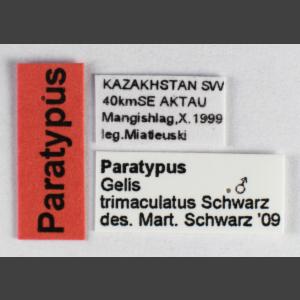 Paratypus
KAZAKHSTAN SW
40kmSE AKTAU
Mangishlag,X.1999
leg.Miatleuski
Paratypus
Gelis ♂
trimaculatus Schwarz
des. Mart. Schwarz '09